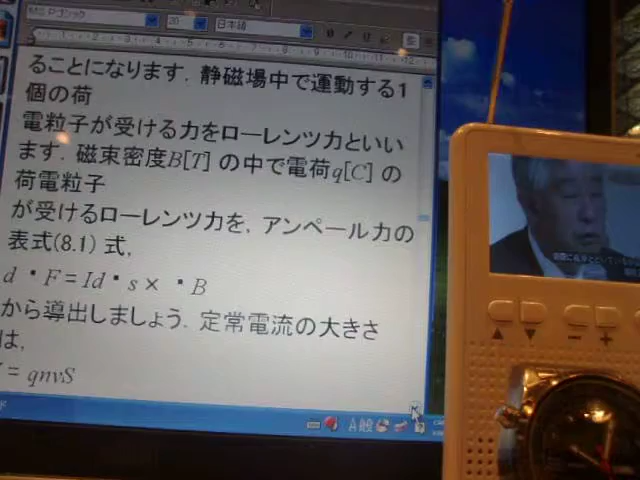 MS Pゴシック 20 日本語
ることになります．静磁場中で運動する1
個の荷
電粒子が受ける力をローレンツ力といい
ます．磁束密度B[T] の中で電荷q[C] の
荷電粒子
が受けるローレンツ力を，アンペール力の
表式(8.1) 式，
d ・F = Id・s × ・B
から導出しましょう．定常電流の大きさ
は，
= qnvS
A 般